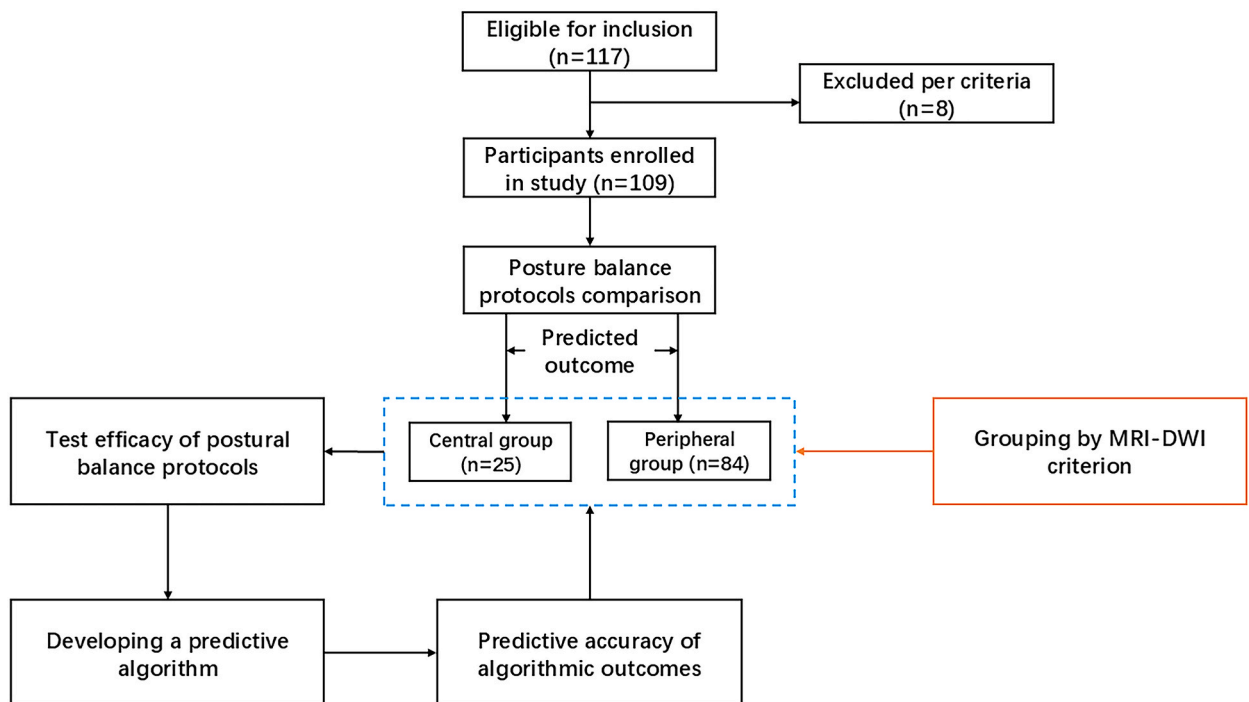 Eligible for inclusion
(n=117)
Excluded per criteria
(n=8)
Participants enrolled
in study (n=109)
Posture balance
protocols comparison
Predicted
outcome
Test efficacy of postural
balance protocols
Central group
(n=25)
Peripheral
group (n=84)
Grouping by MRI-DWI
criterion
Developing a predictive
algorithm
Predictive accuracy of
algorithmic outcomes